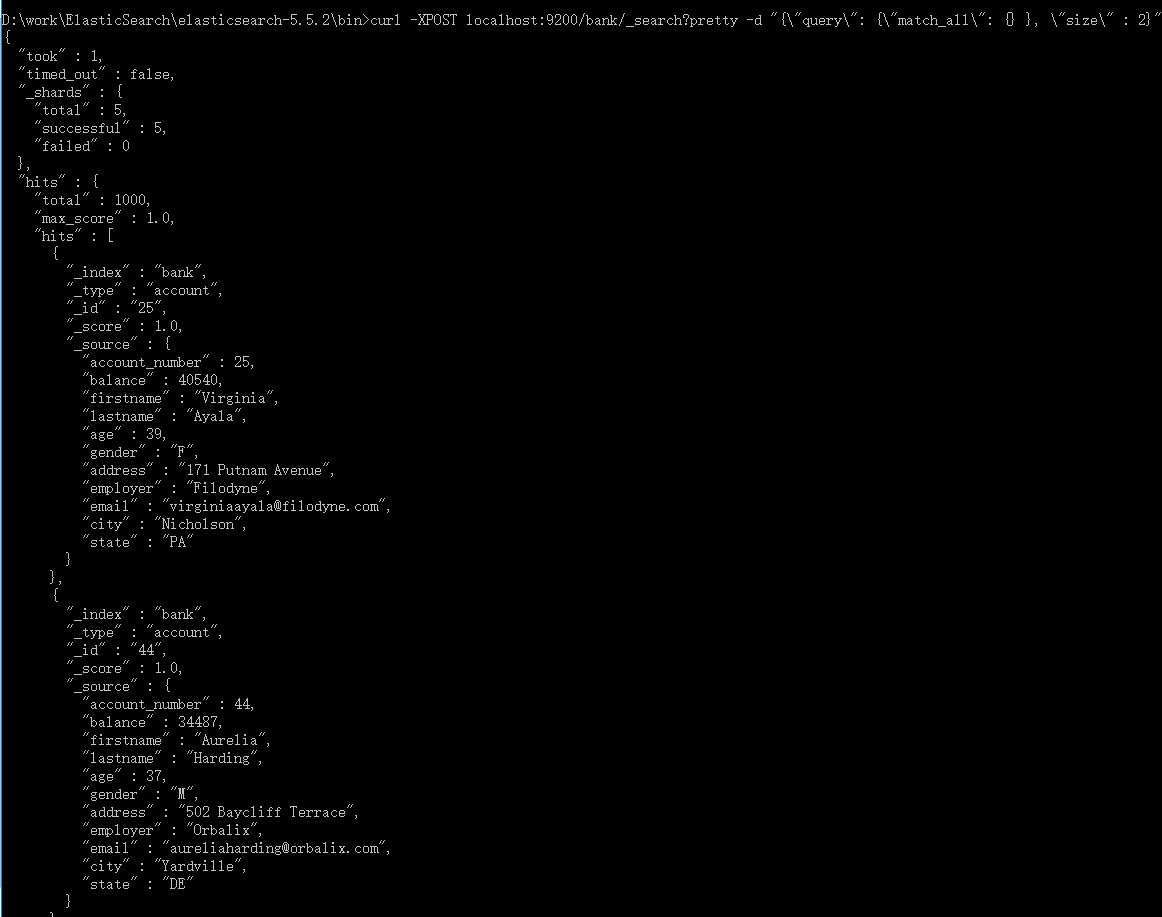 D:\work\ElasticSearch\elasticsearch-5.5.2\bin>curl -XPOST localhost:9200/bank/_search?pretty -d "{\"query\": {\"match_all\": {} }, \"size\" : 2}"
{
  "took" : 1,
  "timed_out" : false,
  "_shards" : {
    "total" : 5,
    "successful" : 5,
    "failed" : 0
  },
  "hits" : {
    "total" : 1000,
    "max_score" : 1.0,
    "hits" : [
      {
        "_index" : "bank",
        "_type" : "account",
        "_id" : "25",
        "_score" : 1.0,
        "_source" : {
          "account_number" : 25,
          "balance" : 40540,
          "firstname" : "Virginia",
          "lastname" : "Ayala",
          "age" : 39,
          "gender" : "F",
          "address" : "171 Putnam Avenue",
          "employer" : "Filodyne",
          "email" : "virginiaayala@filodyne.com",
          "city" : "Nicholson",
          "state" : "PA"
        }
      },
      {
        "_index" : "bank",
        "_type" : "account",
        "_id" : "44",
        "_score" : 1.0,
        "_source" : {
          "account_number" : 44,
          "balance" : 34487,
          "firstname" : "Aurelia",
          "lastname" : "Harding",
          "age" : 37,
          "gender" : "M",
          "address" : "502 Baycliff Terrace",
          "employer" : "Orbalix",
          "email" : "aureliaharding@orbalix.com",
          "city" : "Yardville",
          "state" : "DE"
        }
      }